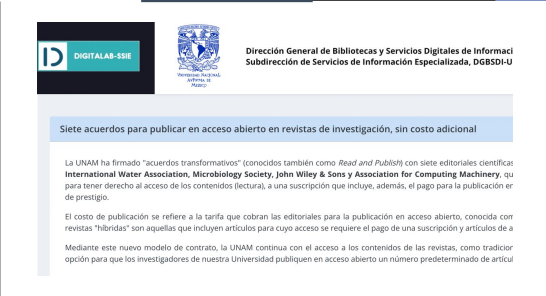 DIGITALAB-SSIE
VNIVERSIDAD NACIONAL
AVTPNMA DE
MEXICO
Dirección General de Bibliotecas y Servicios Digitales de Informaci
Subdirección de Servicios de Información Especializada, DGBSDI-U
Siete acuerdos para publicar en acceso abierto en revistas de investigación, sin costo adicional
La UNAM ha firmado "acuerdos transformativos" (conocidos también como Read and Publish) con siete editoriales científicas
International Water Association, Microbiology Society, John Wiley & Sons y Association for Computing Machinery, qu
para tener derecho al acceso de los contenidos (lectura), a una suscripción que incluye, además, el pago para la publicación en
de prestigio.
El costo de publicación se refiere a la tarifa que cobran las editoriales para la publicación en acceso abierto, conocida com
revistas "híbridas" son aquellas que incluyen artículos para cuyo acceso se requiere el pago de una suscripción y artículos de a
Mediante este nuevo modelo de contrato, la UNAM continua con el acceso a los contenidos de las revistas, como tradicior
opción para que los investigadores de nuestra Universidad publiquen en acceso abierto un número predeterminado de artícul